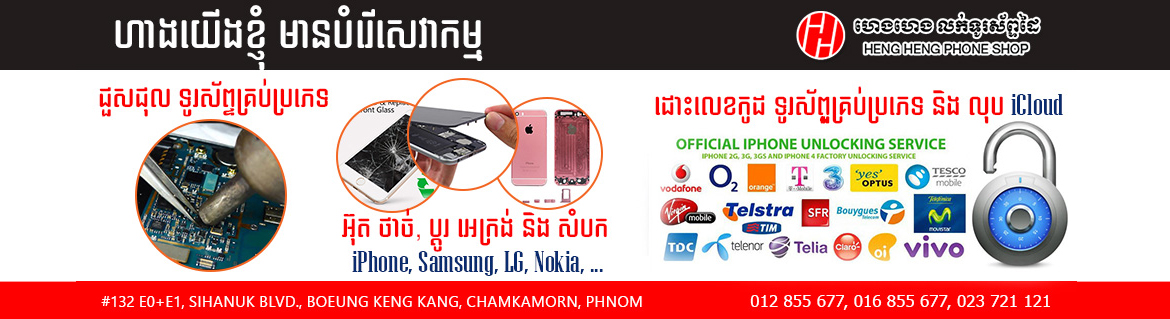 ហាងយើងខ្ញុំ មានបំរើសេវាកម្ម
ហេងហេង លក់ទូរស័ព្ទដៃ
HENG HENG PHONE SHOP
ជួសជុល ទូរស័ព្ទគ្រប់ប្រភេទ
ont Glass
អ៊ុត ថាច់, ប្តូរ អេក្រង់ និង សំបក
iPhone, Samsung, LG, Nokia, ...
ដោះលេខកូដ ទូរស័ព្ទគ្រប់ប្រភេទ និង លុប iCloud
OFFICIAL IPHONE UNLOCKING SERVICE
IPHONE 2G, 3G, 3GS AND IPHONE 4 FACTORY UNLOCKING SERVICE
vodafone O2 orange T Mobile 3 'yes' OPTUS TESCO mobile
Virgin mobile Telstra TIM SFR Bouygues Telecom Telefónica movistar
TDC telenor Telia Claro oi vivo
#132 E0+E1, SIHANUK BLVD., BOEUNG KENG KANG, CHAMKAMORN, PHNOM
012 855 677, 016 855 677, 023 721 121